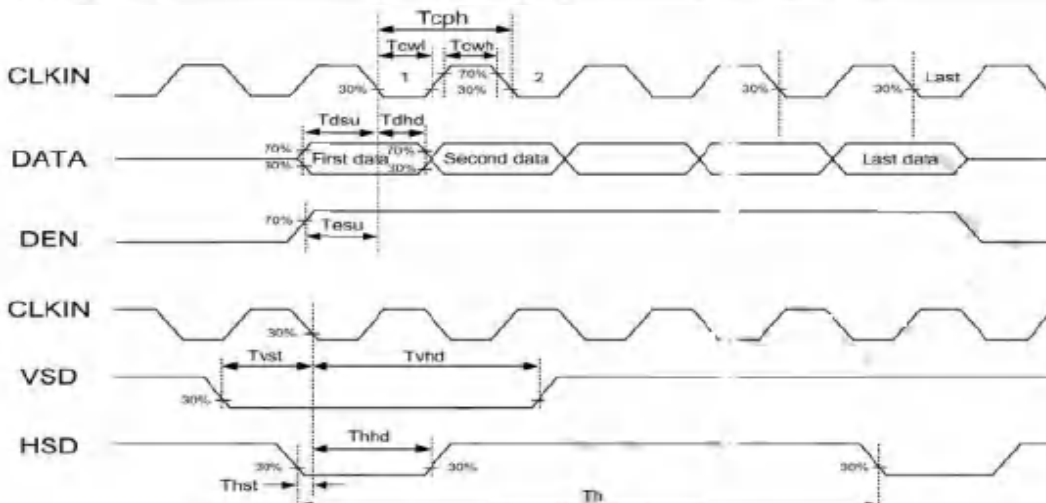 Tcph
Tcwl Tcwh
CLKIN 1 70% 2 Last
30% 30% 30% 30%
Tdsu Tdhd
70% 70%
DATA First data Second data Last data
30% 30%
70% Tesu
DEN
CLKIN
30%
Tvst Tvhd
VSD
30%
HSD Thhd
30% 30% 30%
Thst
Th